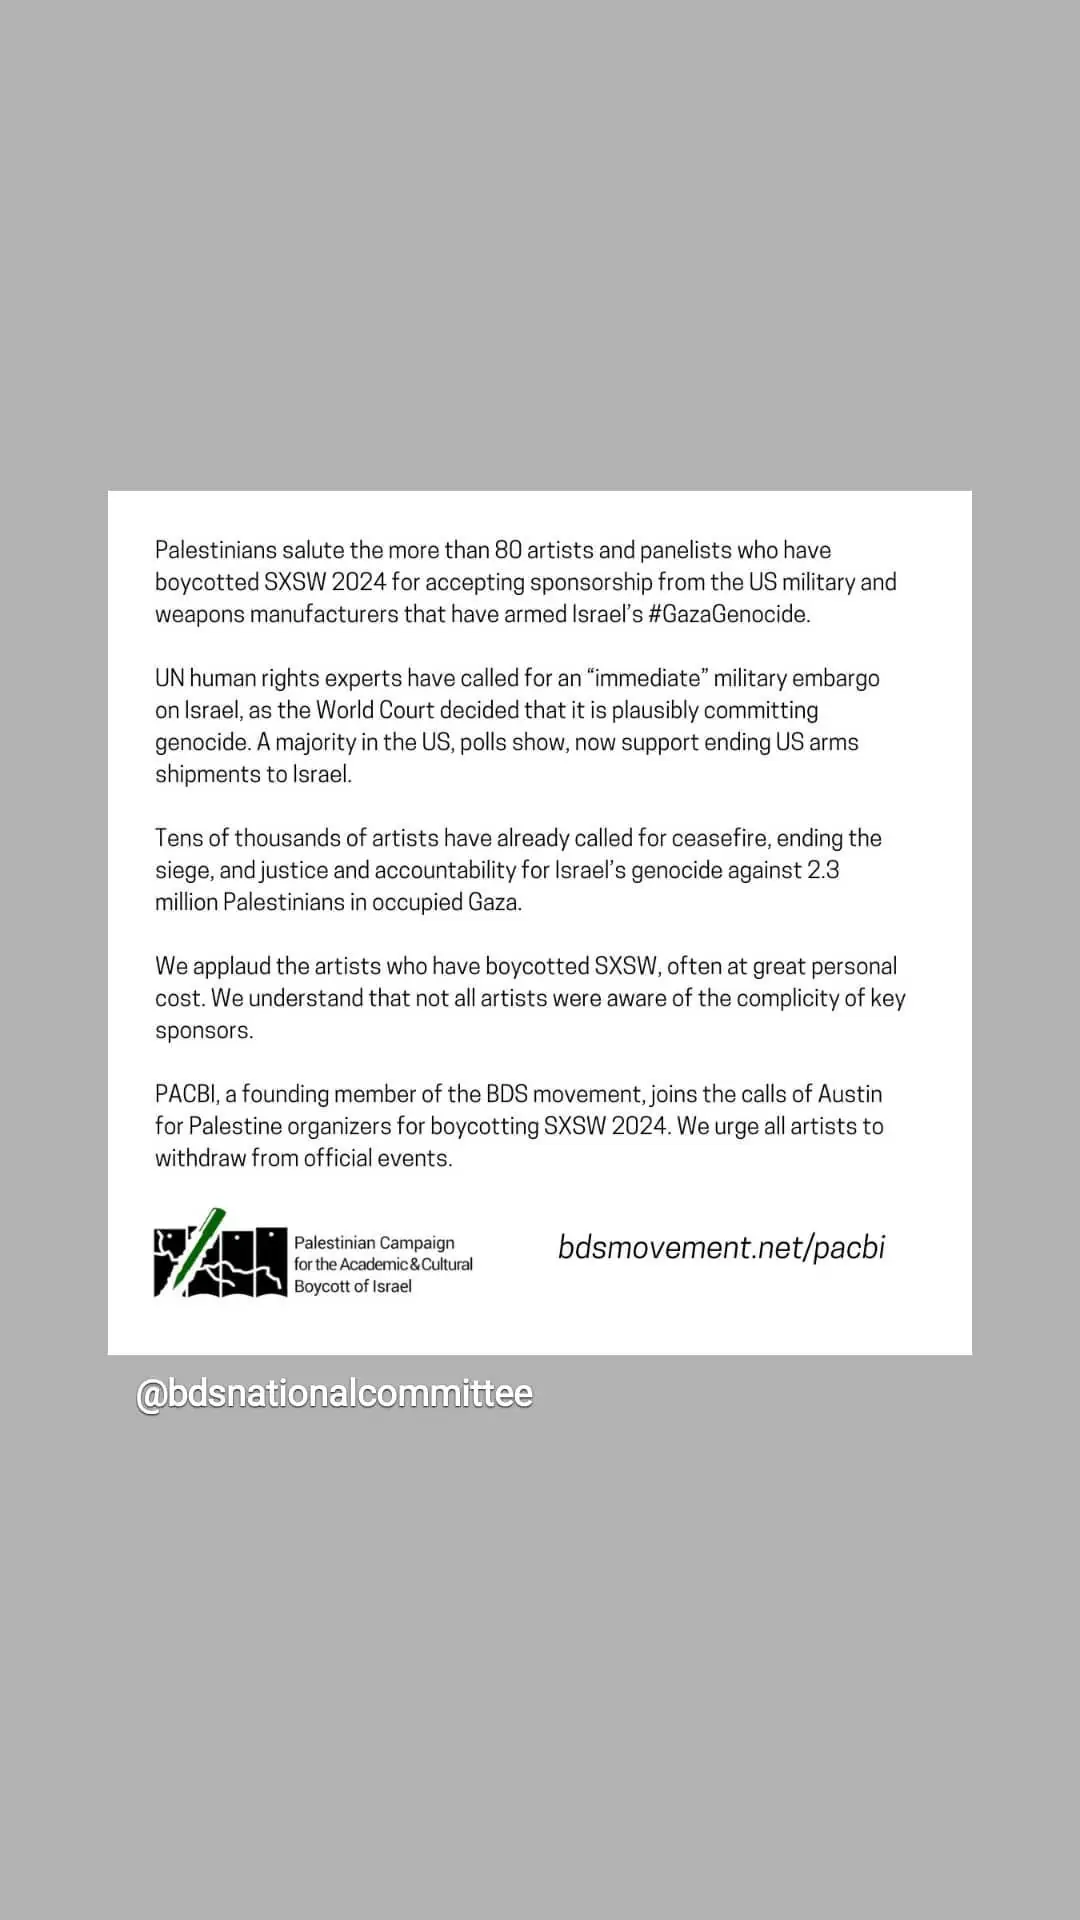 Palestinians salute the more than 80 artists and panelists who have
boycotted SXSW 2024 for accepting sponsorship from the US military and
weapons manufacturers that have armed Israel's #GazaGenocide.
UN human rights experts have called for an “immediate” military embargo
on Israel, as the World Court decided that it is plausibly committing
genocide. A majority in the US, polls show, now support ending US arms
shipments to Israel.
Tens of thousands of artists have already called for ceasefire, ending the
siege, and justice and accountability for Israel's genocide against 2.3
million Palestinians in occupied Gaza.
We applaud the artists who have boycotted SXSW, often at great personal
cost. We understand that not all artists were aware of the complicity of key
sponsors.
PACBI, a founding member of the BDS movement, joins the calls of Austin
for Palestine organizers for boycotting SXSW 2024. We urge all artists to
withdraw from official events.
Palestinian Campaign
for the Academic & Cultural
Boycott of Israel
bdsmovement.net/pacbi
@bdsnationalcommittee